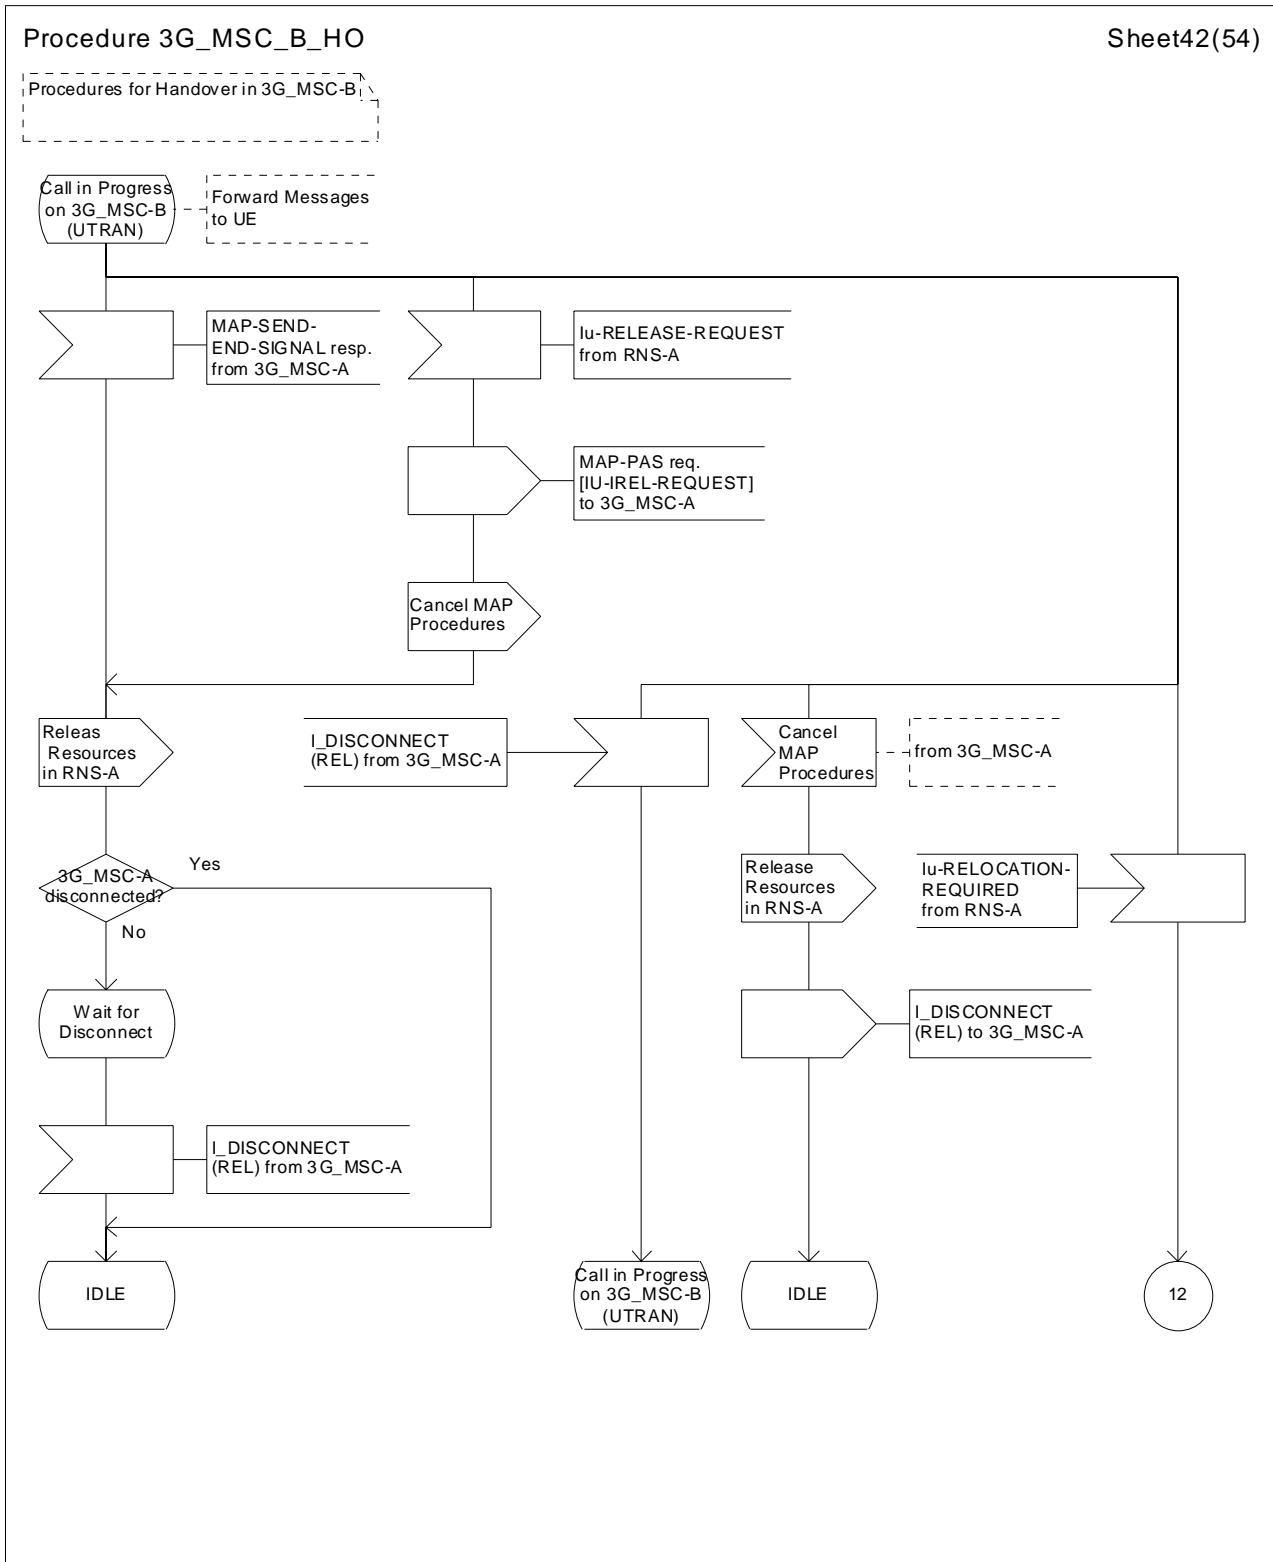 Procedure 3G_MSC_B_HO
Sheet42(54)
Procedures for Handover in 3G_MSC-B
Call in Progress
on 3G_MSC-B
(UTRAN)
Forward Messages
to UE
MAP-SEND-
END-SIGNAL resp.
from 3G_MSC-A
Iu-RELEASE-REQUEST
from RNS-A
MAP-PAS req.
[IU-IREL-REQUEST]
to 3G_MSC-A
Cancel MAP
Procedures
Releas
Resources
in RNS-A
I_DISCONNECT
(REL) from 3G_MSC-A
Cancel
MAP
Procedures
from 3G_MSC-A
3G_MSC-A
disconnected?
Yes
No
Release
Resources
in RNS-A
Iu-RELOCATION-
REQUIRED
from RNS-A
Wait for
Disconnect
I_DISCONNECT
(REL) to 3G_MSC-A
I_DISCONNECT
(REL) from 3G_MSC-A
IDLE
Call in Progress
on 3G_MSC-B
(UTRAN)
IDLE
12